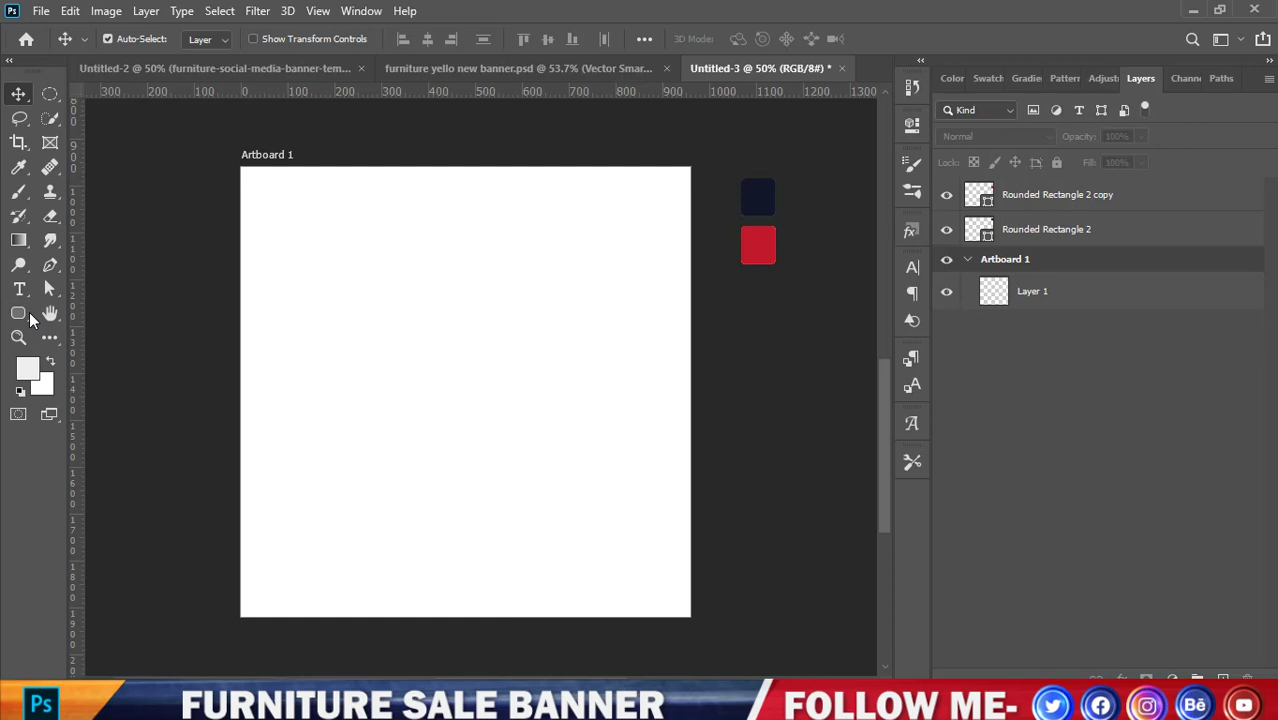 Ps File Edit Image Layer Type Select Filter 3D View Window Help
Auto-Select: Layer Show Transform Controls 3D Mode:
Untitled-2 @ 50% (furniture-social-media-banner-tem... furniture yello new banner.psd @ 53.7% (Vector Smar... Untitled-3 @ 50% (RGB/8#) *
Color Swatch Gradie Pattern Adjust Layers Chann Paths
300 200 100 0 100 200 300 400 500 600 700 800 900 1000 1100 1200 1300
Kind
Normal Opacity: 100%
Lock: Fill: 100%
Artboard 1
Rounded Rectangle 2 copy
Rounded Rectangle 2
Artboard 1
Layer 1
Ps FURNITURE SALE BANNER FOLLOW ME-